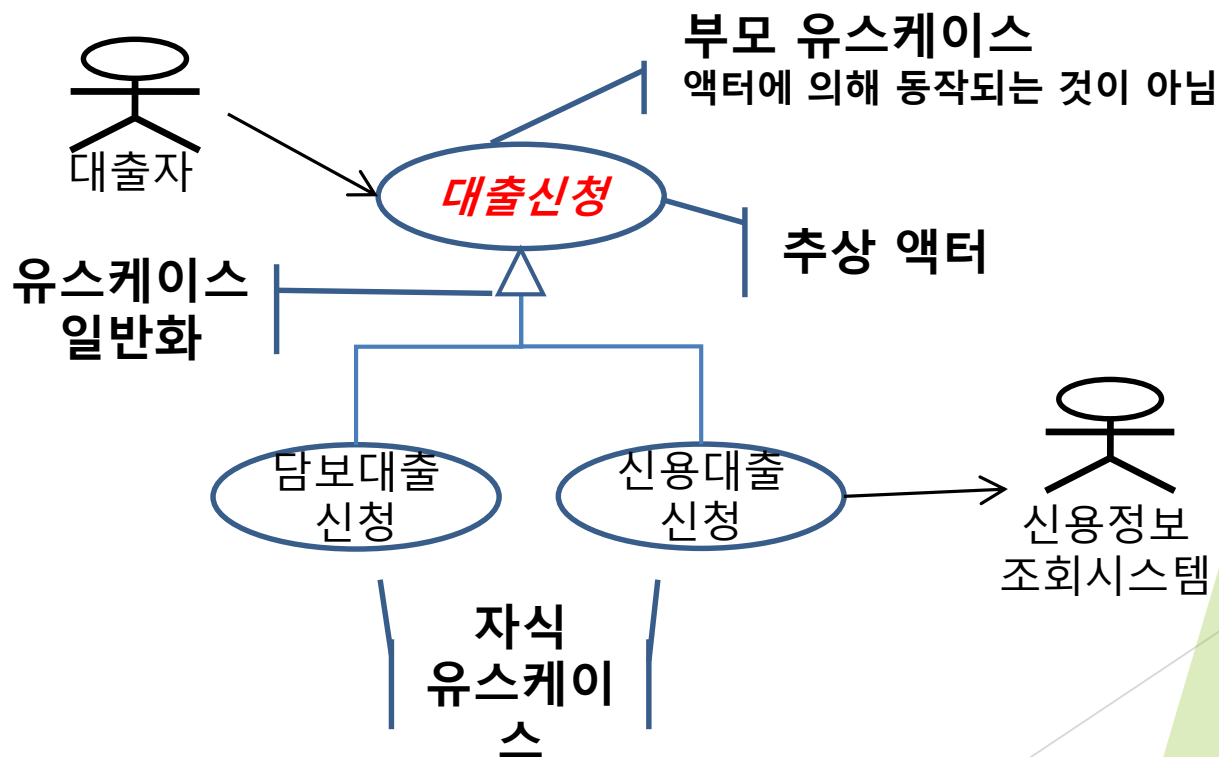 부모 유스케이스
액터에 의해 동작되는 것이 아님
대출자
대출신청
추상 액터
유스케이스
일반화
담보대출
신청
신용대출
신청
신용정보
조회시스템
자식
유스케이
스